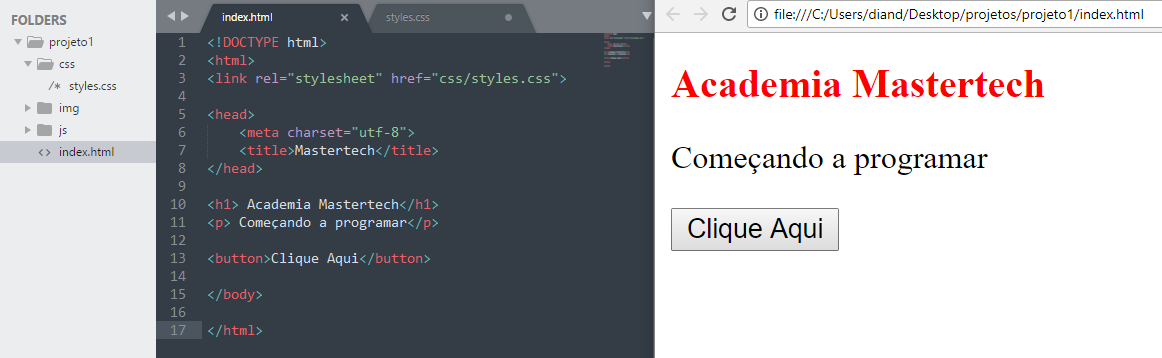 FOLDERS
projeto1
css
/* styles.css
img
js
<> index.html
index.html ×
styles.css
1 <!DOCTYPE html>
2 <html>
3 <link rel="stylesheet" href="css/styles.css">
4
5 <head>
6 <meta charset="utf-8">
7 <title>Mastertech</title>
8 </head>
9
10 <h1> Academia Mastertech</h1>
11 <p> Começando a programar</p>
12
13 <button>Clique Aqui</button>
14
15 </body>
16
17 </html>
file:///C:/Users/diand/Desktop/projetos/projeto1/index.html
Academia Mastertech
Começando a programar
Clique Aqui